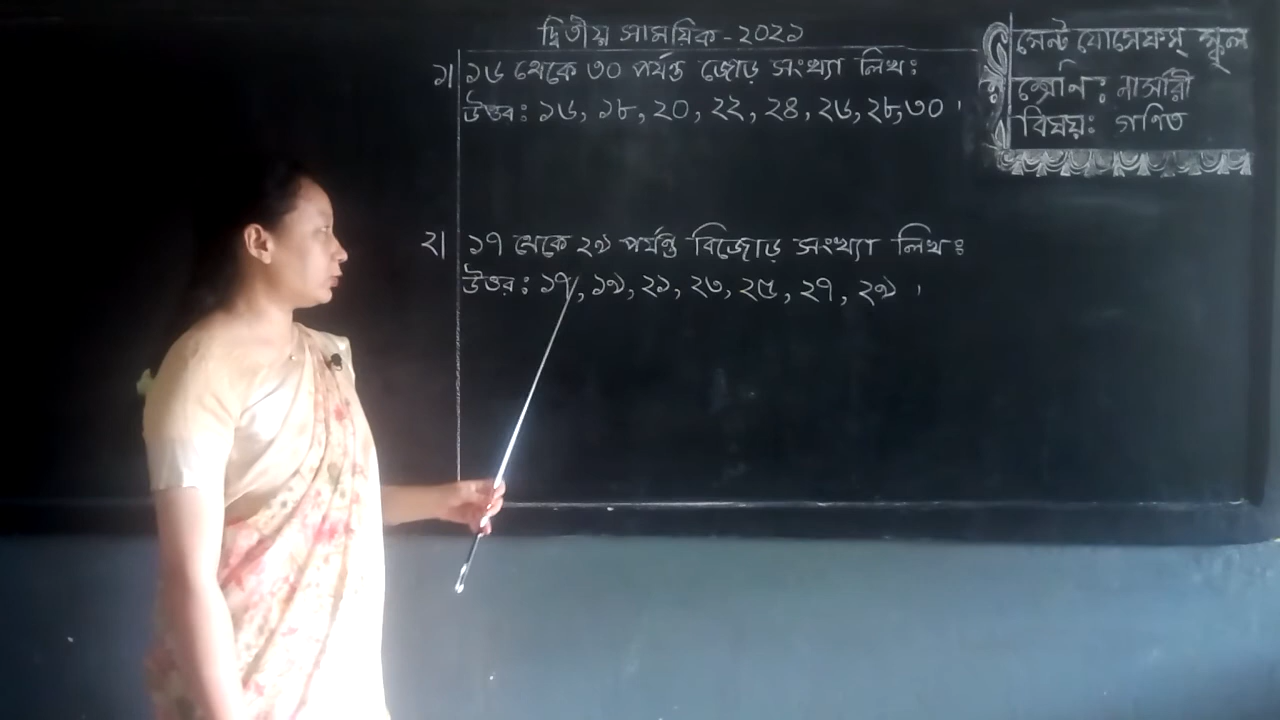 দ্বিতীয় সাময়িক - ২০২১
১| ১৬ থেকে ৩০ পর্যন্ত জোড় সংখ্যা লিখঃ
উত্তরঃ ১৬, ১৮, ২০, ২২, ২৪, ২৬, ২৮, ৩০ ।
২| ১৭ থেকে ২৯ পর্যন্ত বিজোড় সংখ্যা লিখঃ
উত্তরঃ ১৭, ১৯, ২১, ২৩, ২৫, ২৭, ২৯ ।
সেন্ট যোসেফস্ স্কুল
শ্রেণি: নার্সারী
বিষয়ঃ গণিত